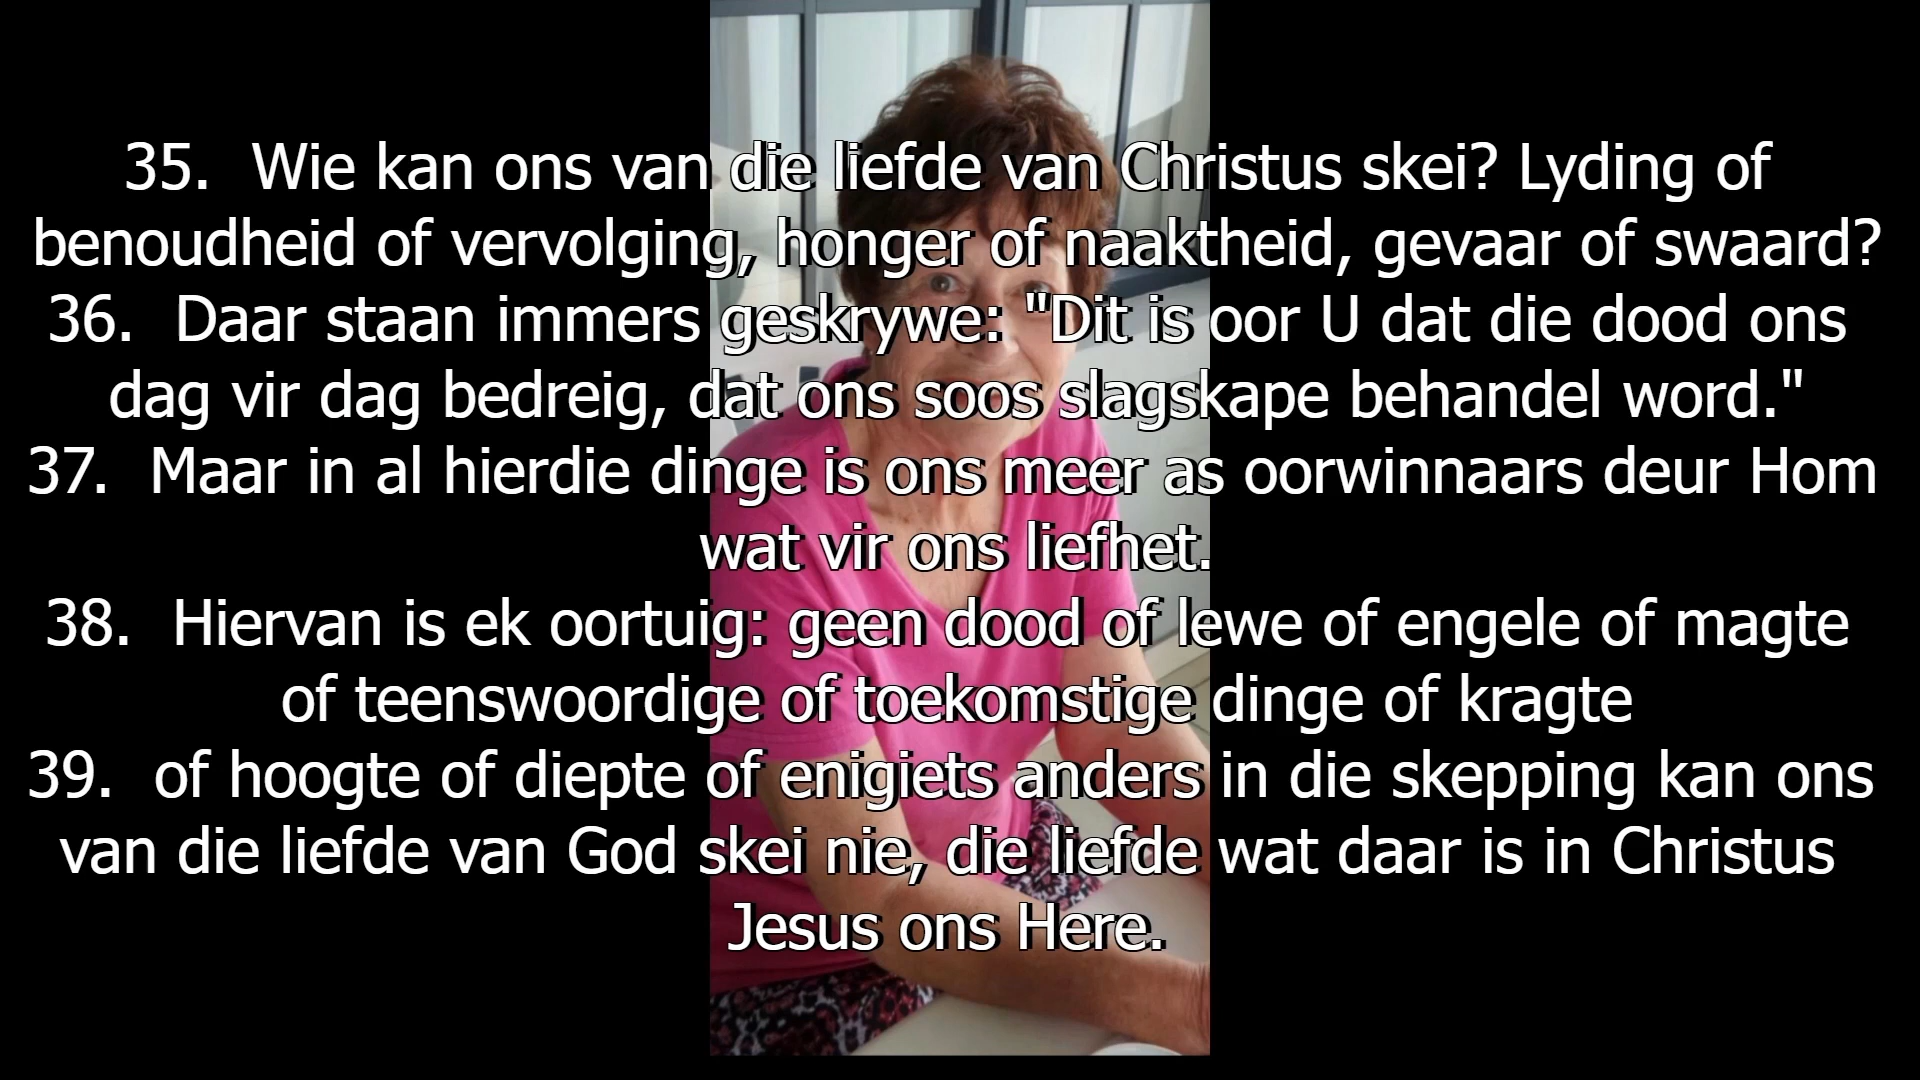 35.  Wie kan ons van die liefde van Christus skei? Lyding of
benoudheid of vervolging, honger of naaktheid, gevaar of swaard?
36.  Daar staan immers geskrywe: "Dit is oor U dat die dood ons
dag vir dag bedreig, dat ons soos slagskape behandel word."
37.  Maar in al hierdie dinge is ons meer as oorwinnaars deur Hom
wat vir ons liefhet.
38.  Hiervan is ek oortuig: geen dood of lewe of engele of magte
of teenswoordige of toekomstige dinge of kragte
39.  of hoogte of diepte of enigiets anders in die skepping kan ons
van die liefde van God skei nie, die liefde wat daar is in Christus
Jesus ons Here.